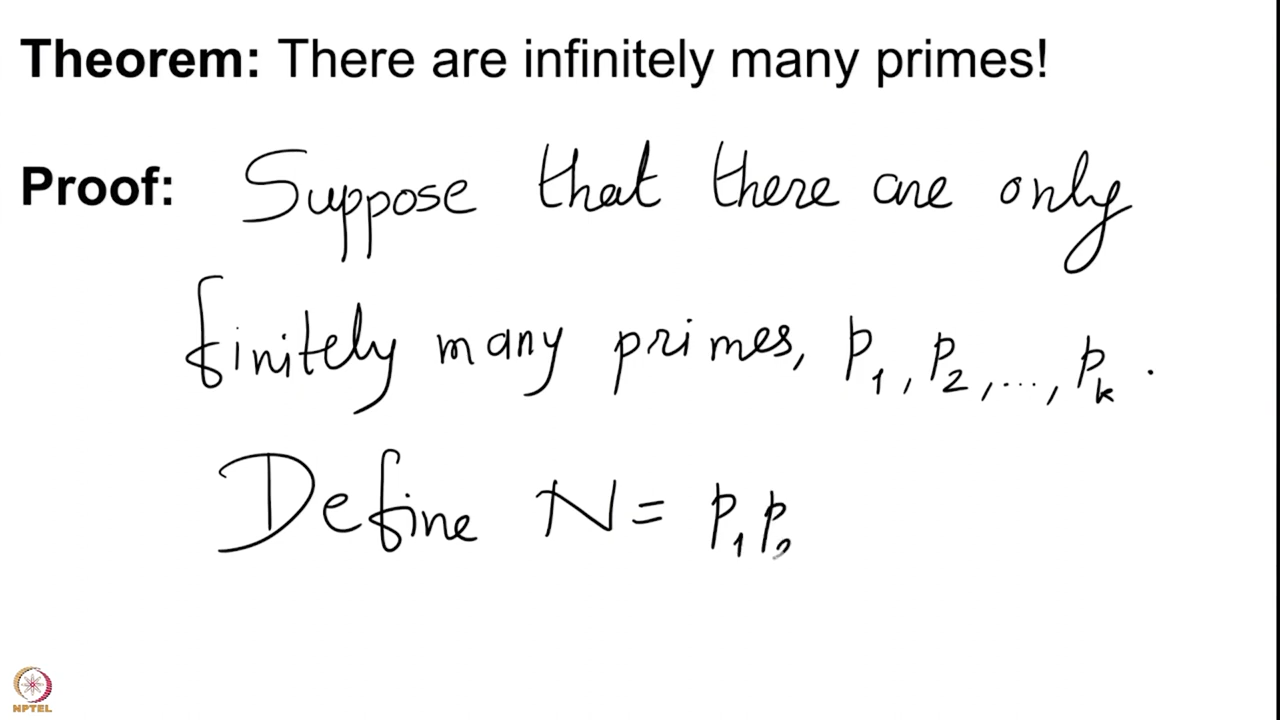 Theorem: There are infinitely many primes!
Proof: Suppose that there are only
finitely many primes, p₁, p₂, ..., pₖ.
Define N = p₁p₂
NPTEL